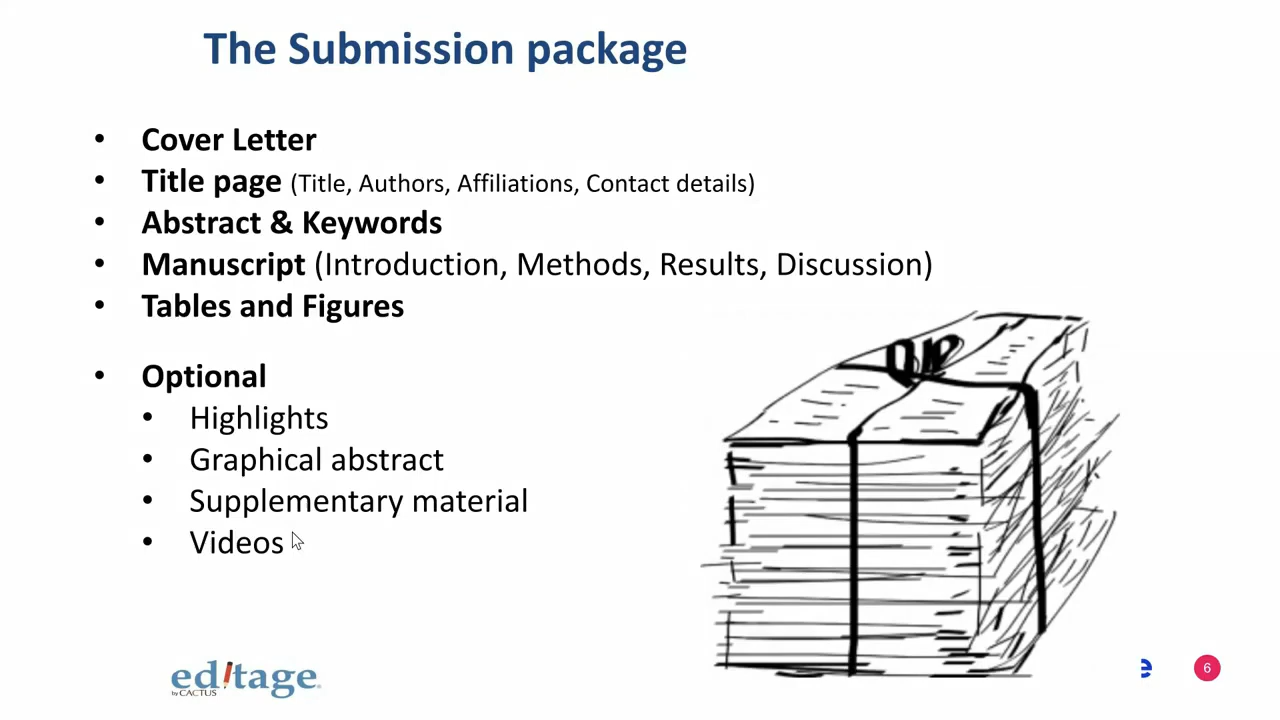 The Submission package
• Cover Letter
• Title page (Title, Authors, Affiliations, Contact details)
• Abstract & Keywords
• Manuscript (Introduction, Methods, Results, Discussion)
• Tables and Figures
• Optional
• Highlights
• Graphical abstract
• Supplementary material
• Videos
editage
by CACTUS
e
6